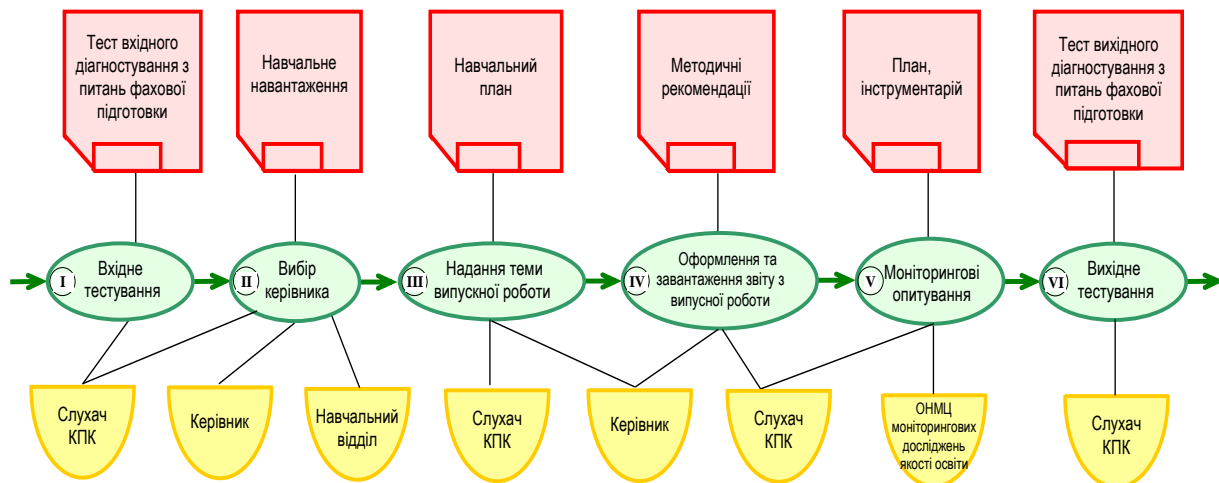 Тест вхідного
діагностування з
питань фахової
підготовки
Навчальне
навантаження
Навчальний
план
Методичні
рекомендації
План,
інструментарій
Тест вихідного
діагностування з
питань фахової
підготовки
I
Вхідне
тестування
II
Вибір
керівника
III
Надання теми
випускної роботи
IV
Оформлення та
завантаження звіту з
випусної роботи
V
Моніторингові
опитування
VI
Вихідне
тестування
Слухач
КПК
Керівник
Навчальний
відділ
Слухач
КПК
Керівник
Слухач
КПК
ОНМЦ
моніторингових
досліджень
якості освіти
Слухач
КПК